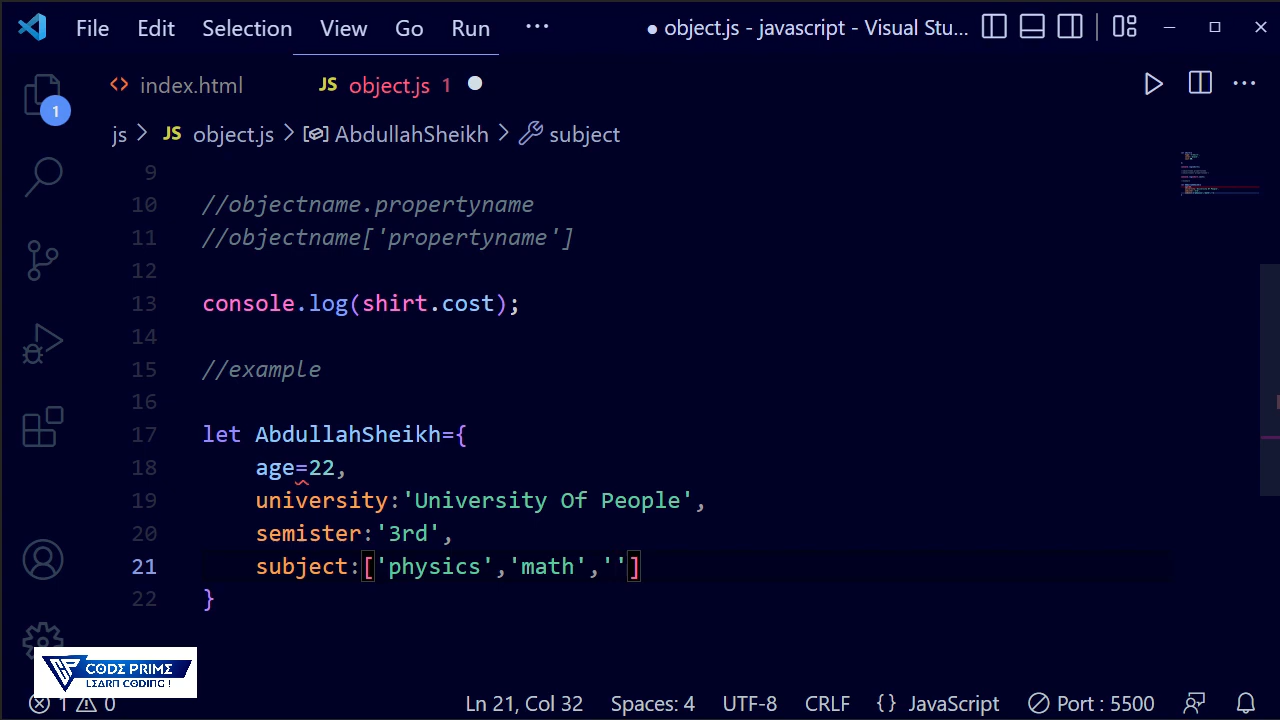 File Edit Selection View Go Run ··· ● object.js - javascript - Visual Stu...
index.html JS object.js 1
js > JS object.js > AbdullahSheikh > subject
9
10 //objectname.propertyname
11 //objectname['propertyname']
12
13 console.log(shirt.cost);
14
15 //example
16
17 let AbdullahSheikh={
18 age=22,
19 university:'University Of People',
20 semister:'3rd',
21 subject:['physics','math','']
22 }
1
CODE PRIME
LEARN CODING !
1 0 Ln 21, Col 32 Spaces: 4 UTF-8 CRLF {} JavaScript Port : 5500